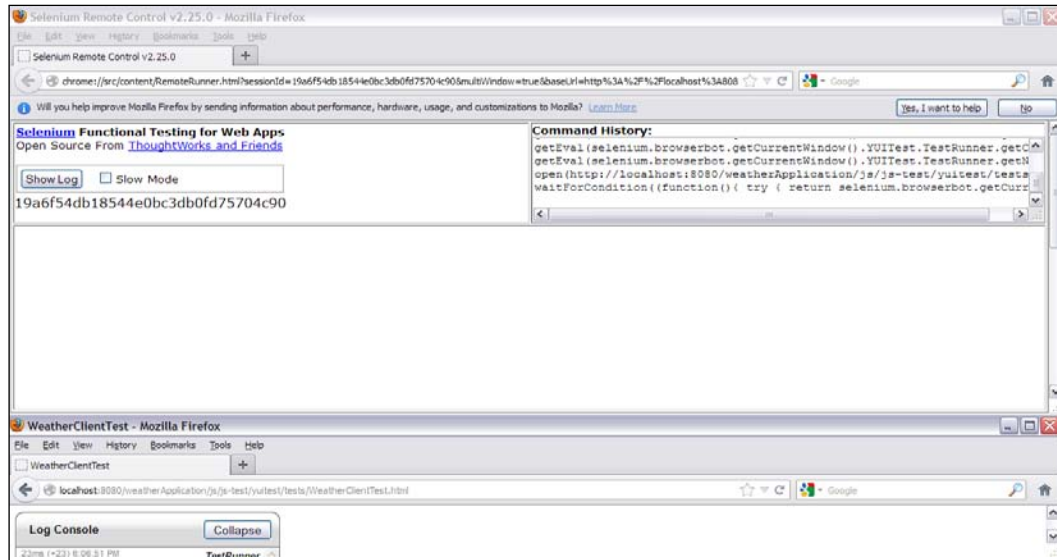 Selenium Remote Control v2.25.0 - Mozilla Firefox
File Edit View History Bookmarks Tools Help
Selenium Remote Control v2.25.0 +
chrome://src/content/RemoteRunner.html?sessionId=19a6f54db18544e0bc3db0fd75704c90&multiWindow=true&baseUrl=http%3A%2F%2Flocalhost%3A808 Google
Will you help improve Mozilla Firefox by sending information about performance, hardware, usage, and customizations to Mozilla? Learn More Yes, I want to help No
Selenium Functional Testing for Web Apps
Open Source From ThoughtWorks and Friends
Show Log Slow Mode
19a6f54db18544e0bc3db0fd75704c90
Command History:
getEval(selenium.browserbot.getCurrentWindow().YUITest.TestRunner.getC
getEval(selenium.browserbot.getCurrentWindow().YUITest.TestRunner.getN
open(http://localhost:8080/weatherApplication/js/js-test/yuitest/tests
waitForCondition((function(){ try { return selenium.browserbot.getCurr
WeatherClientTest - Mozilla Firefox
File Edit View History Bookmarks Tools Help
WeatherClientTest +
localhost:8080/weatherApplication/js/js-test/yuitest/tests/WeatherClientTest.html Google
Log Console Collapse
23ms (+23) 6:06:51 PM TestRunner